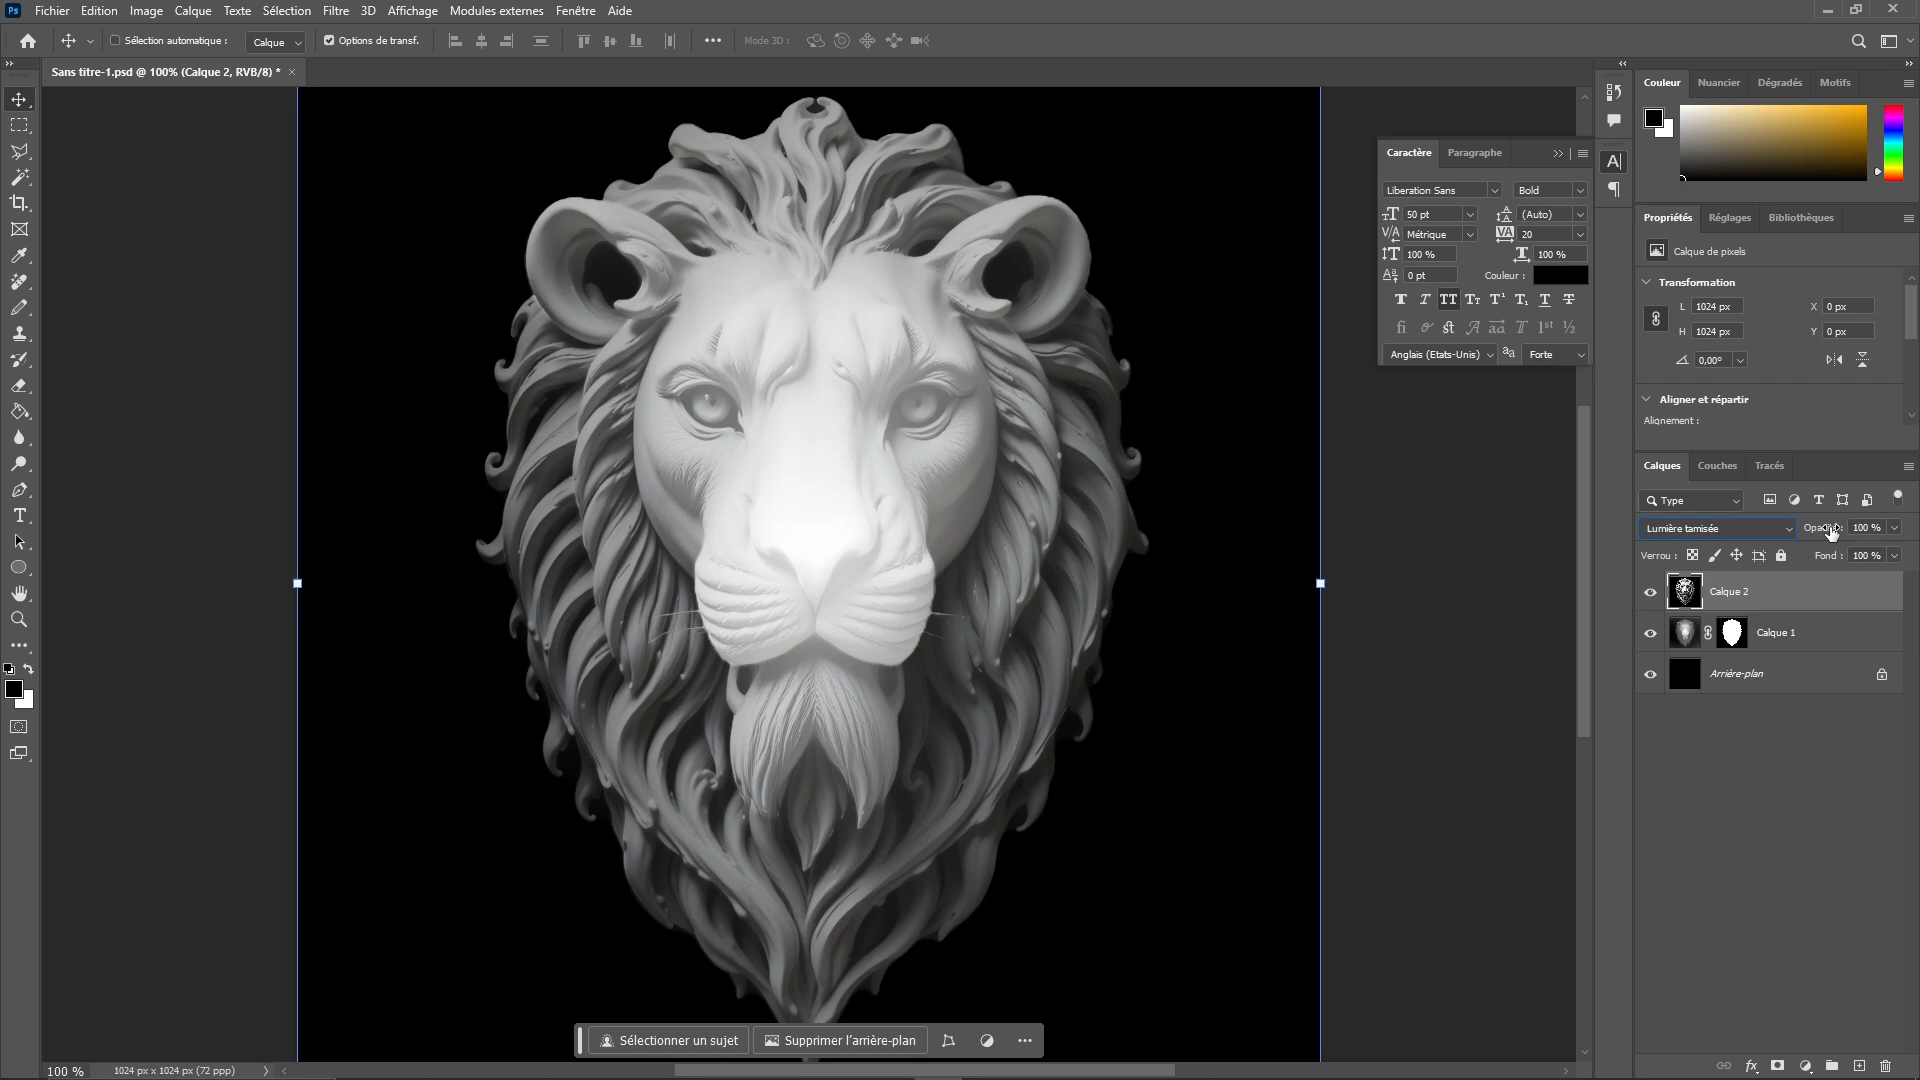 Ps Fichier Edition Image Calque Texte Sélection Filtre 3D Affichage Modules externes Fenêtre Aide
Sélection automatique : Calque Options de transf. Mode 3D :
Sans titre-1.psd @ 100% (Calque 2, RVB/8) *
Couleur Nuancier Dégradés Motifs
Caractère Paragraphe
Liberation Sans Bold
50 pt (Auto)
Métrique 20
100 % 100 %
0 pt Couleur :
Anglais (Etats-Unis) aa Forte
Propriétés Réglages Bibliothèques
Calque de pixels
Transformation
L 1024 px X 0 px
H 1024 px Y 0 px
0,00°
Aligner et répartir
Alignement :
Calques Couches Tracés
Type
Lumière tamisée 100 %
Verrou : Fond : 100 %
Calque 2
Calque 1
Arrière-plan
Sélectionner un sujet Supprimer l'arrière-plan
100 % 1024 px x 1024 px (72 ppp)